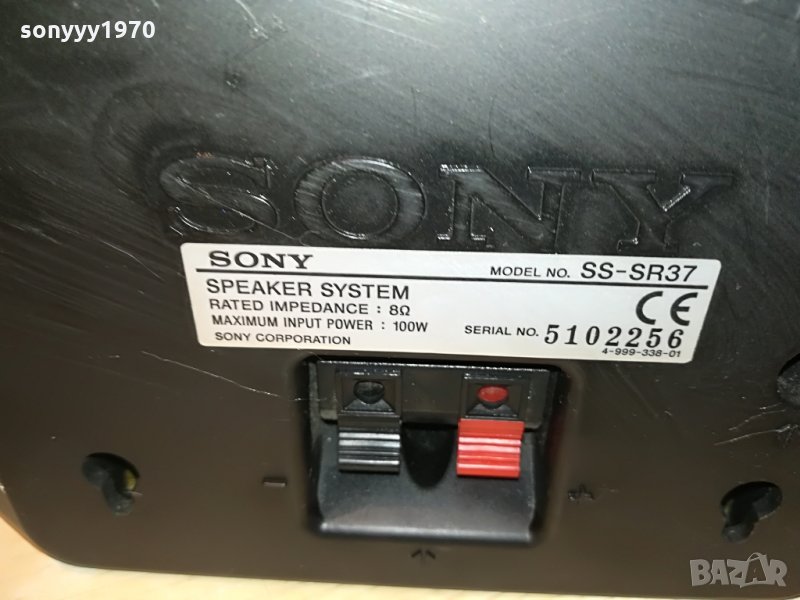 sonyyy1970
SONY
SONY MODEL NO. SS-SR37
SPEAKER SYSTEM
RATED IMPEDANCE : 8Ω
MAXIMUM INPUT POWER : 100W
SERIAL NO. 5102256
SONY CORPORATION
4-999-338-01
BAZAR